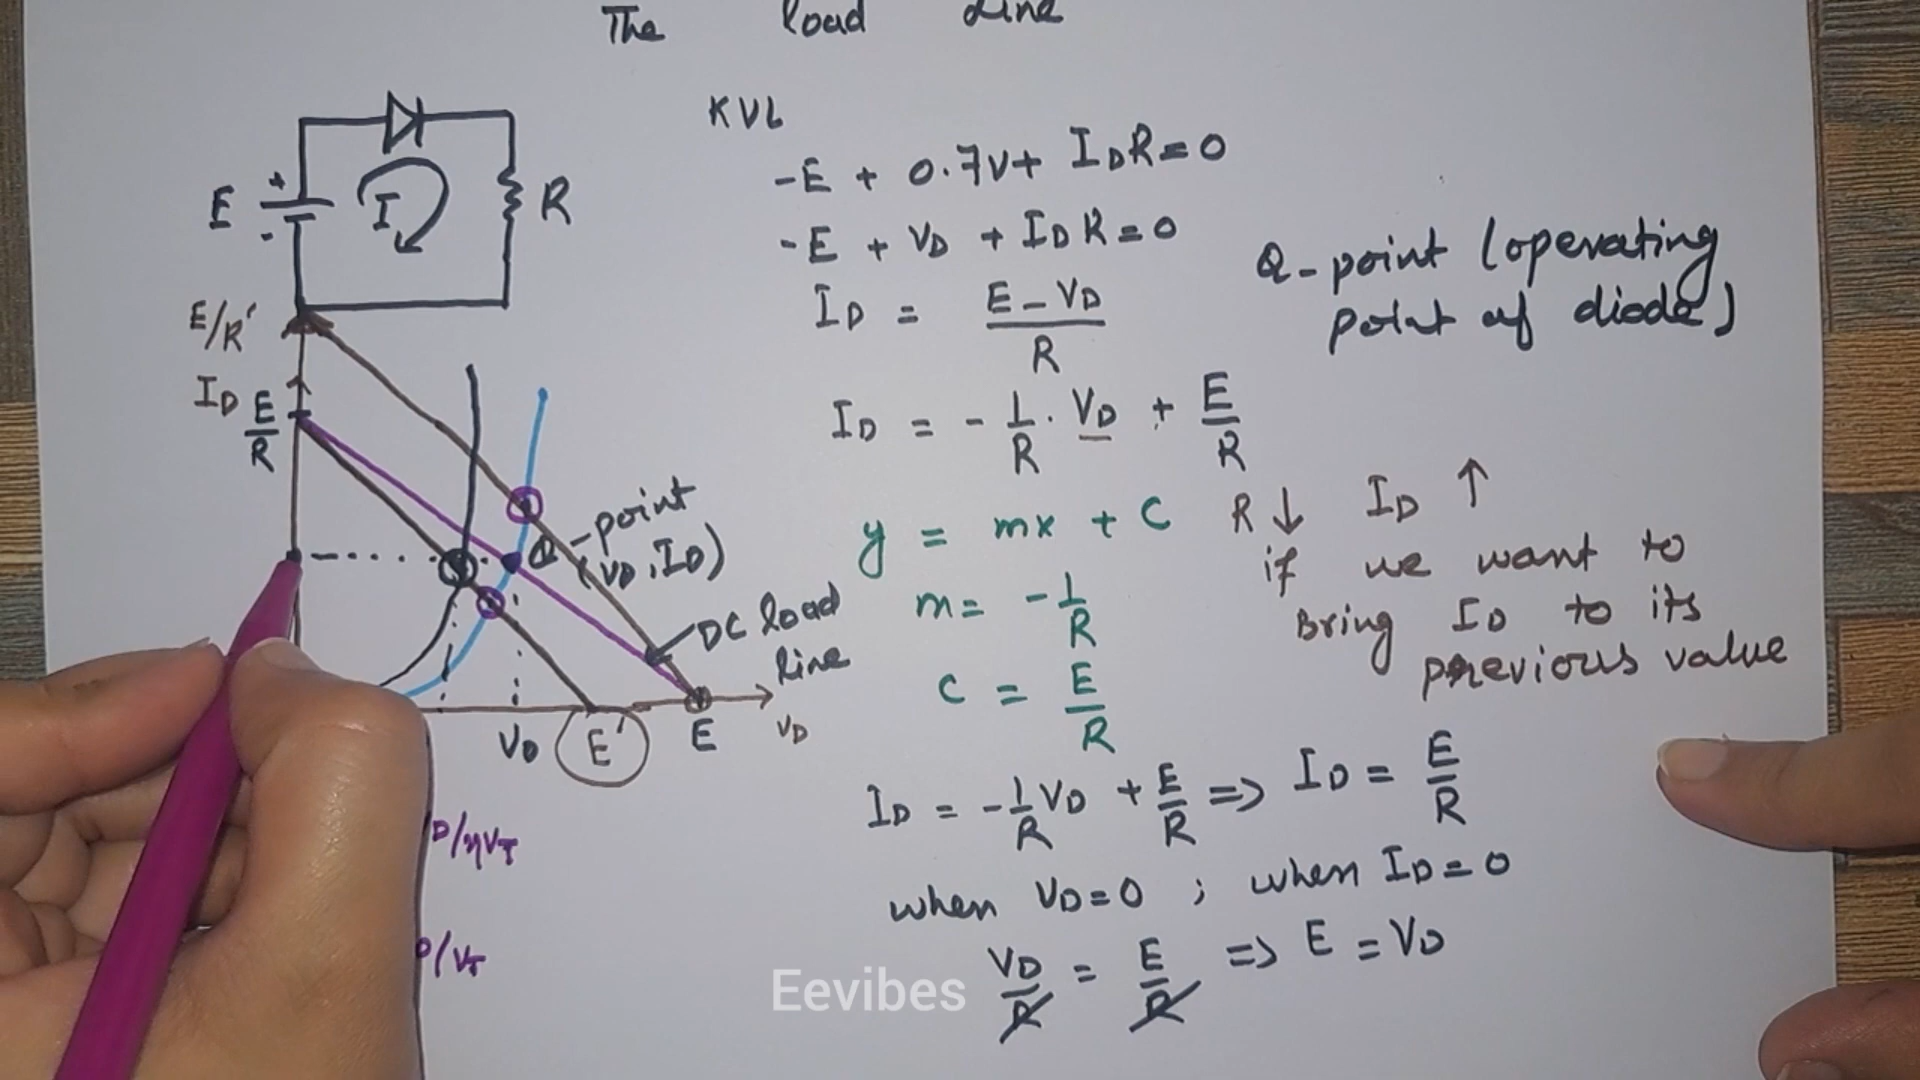 The load Line
E
+
-
I
R
E/R'
ID
E/R
Q-point
(VD, ID)
DC load
line
VD
E'
E
VD
D/ηVT
D/VT
KVL
-E + 0.7V + IDR = 0
-E + VD + IDR = 0
ID = (E - VD)/R
ID = - 1/R . VD + E/R
y = mx + C
m = - 1/R
C = E/R
ID = - 1/R VD + E/R => ID = E/R
when VD = 0 ; when ID = 0
VD/R = E/R => E = VD
Q-point (operating
point of diode)
R ↓ ID ↑
if we want to
Bring ID to its
previous value
Eevibes